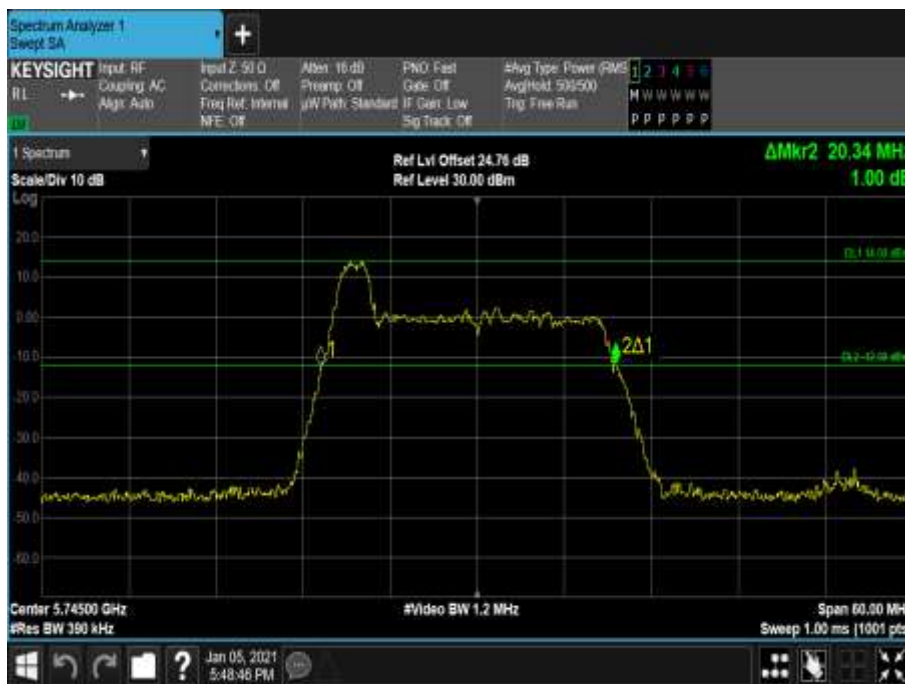 Spectrum Analyzer 1
Swept SA
+
KEYSIGHT Input: RF
RL
Coupling: AC
Align: Auto
Input Z: 50 Ω
Corrections: Off
Freq Ref: Internal
NFE: Off
Atten: 16 dB
Preamp: Off
µW Path: Standard
PNO: Fast
Gate: Off
IF Gain: Low
Sig Track: Off
#Avg Type: Power (RMS
Avg|Hold: 500/500
Trig: Free Run
1 2 3 4 5 6
M W W W W W
P P P P P P
1 Spectrum
Scale/Div 10 dB
Log
Ref Lvl Offset 24.76 dB
Ref Level 30.00 dBm
ΔMkr2 20.34 MH
1.00 dB
20.0
10.0
0.00
-10.0
-20.0
-30.0
-40.0
-50.0
-60.0
1
2Δ1
Center 5.74500 GHz
#Res BW 390 kHz
#Video BW 1.2 MHz
Span 60.00 MH
Sweep 1.00 ms (1001 pts
?
Jan 05, 2021
5:48:46 PM